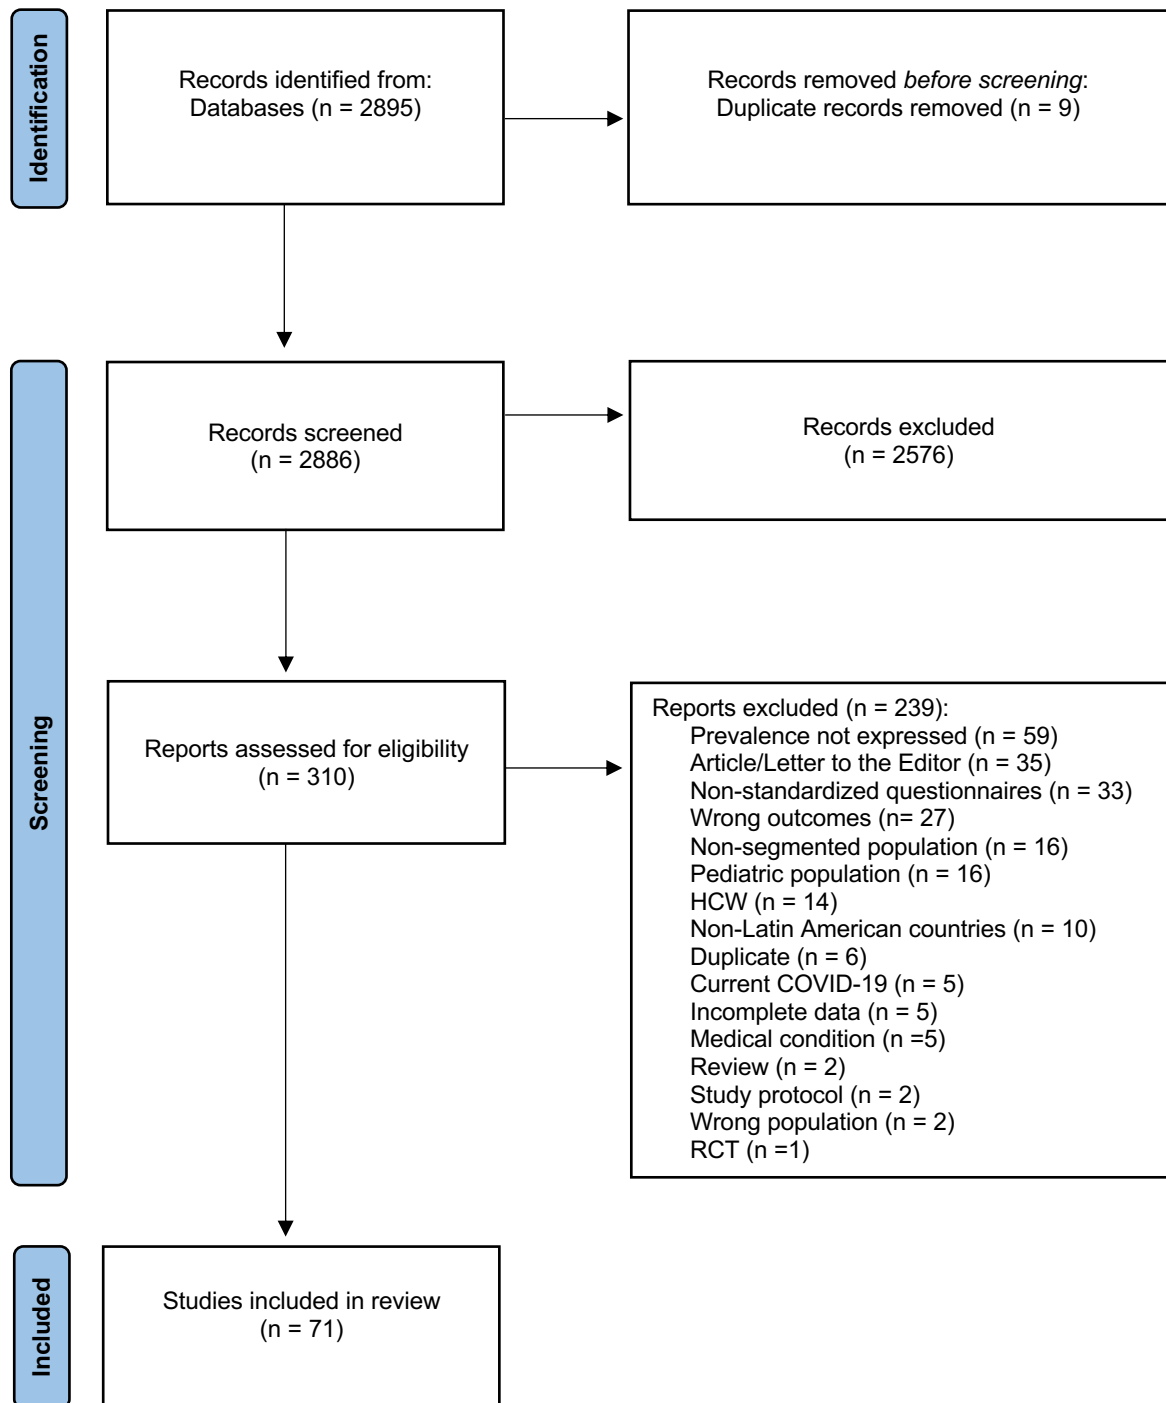 Identification
Records identified from:
Databases (n = 2895)
Records removed before screening:
Duplicate records removed (n = 9)
Screening
Records screened
(n = 2886)
Records excluded
(n = 2576)
Reports assessed for eligibility
(n = 310)
Reports excluded (n = 239):
Prevalence not expressed (n = 59)
Article/Letter to the Editor (n = 35)
Non-standardized questionnaires (n = 33)
Wrong outcomes (n= 27)
Non-segmented population (n = 16)
Pediatric population (n = 16)
HCW (n = 14)
Non-Latin American countries (n = 10)
Duplicate (n = 6)
Current COVID-19 (n = 5)
Incomplete data (n = 5)
Medical condition (n =5)
Review (n = 2)
Study protocol (n = 2)
Wrong population (n = 2)
RCT (n =1)
Included
Studies included in review
(n = 71)